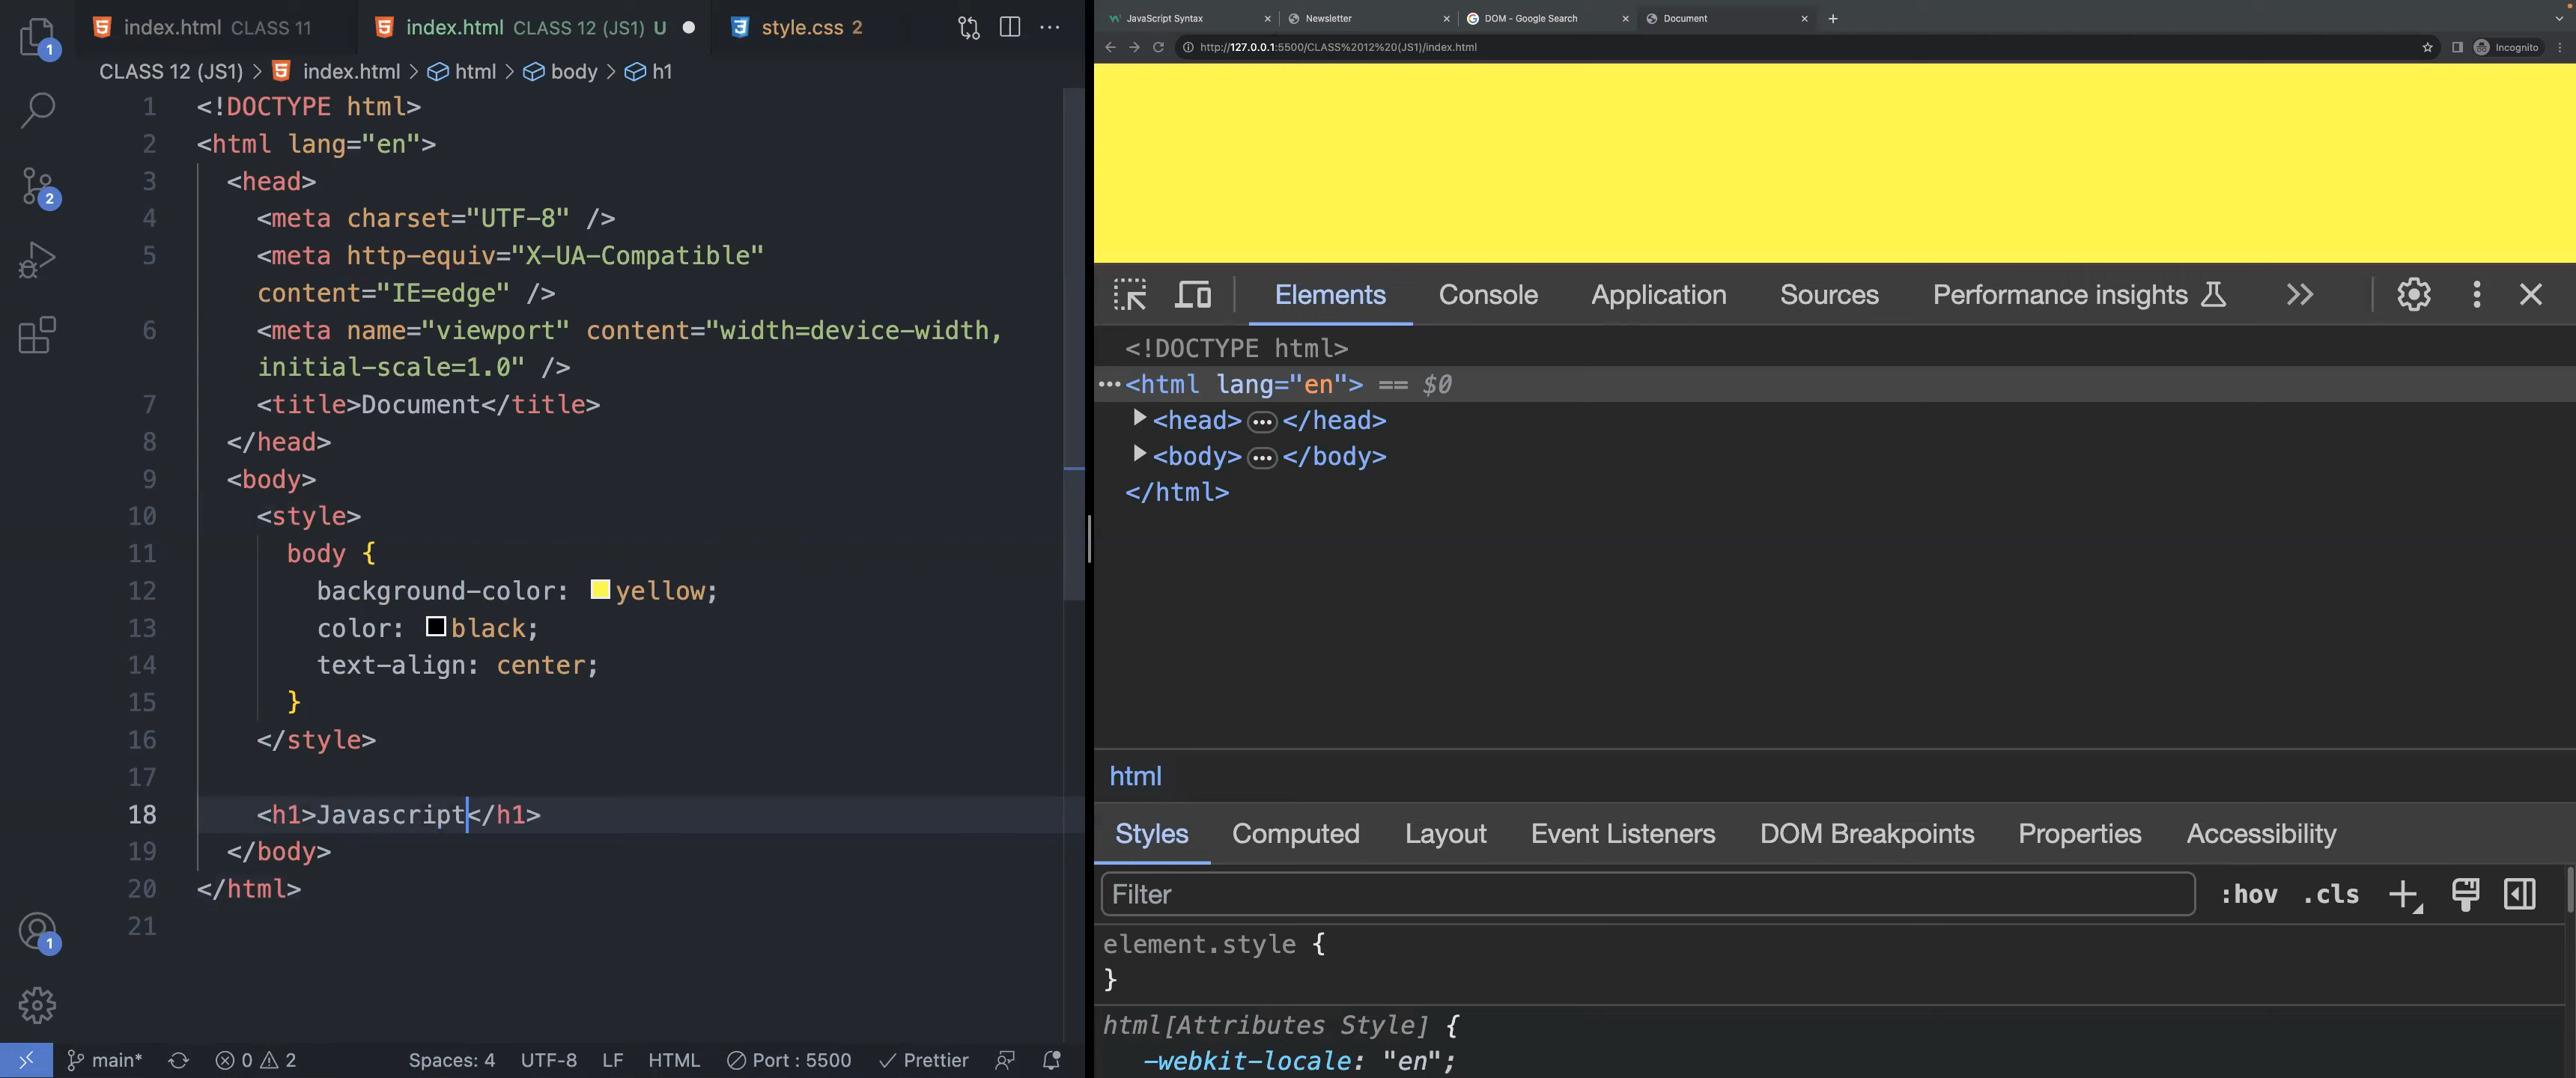 index.html CLASS 11
index.html CLASS 12 (JS1) U
style.css 2
CLASS 12 (JS1) > index.html > html > body > h1
1 <!DOCTYPE html>
2 <html lang="en">
3 <head>
4 <meta charset="UTF-8" />
5 <meta http-equiv="X-UA-Compatible"
content="IE=edge" />
6 <meta name="viewport" content="width=device-width,
initial-scale=1.0" />
7 <title>Document</title>
8 </head>
9 <body>
10 <style>
11 body {
12 background-color: yellow;
13 color: black;
14 text-align: center;
15 }
16 </style>
17
18 <h1>Javascript</h1>
19 </body>
20 </html>
21
1
2
1
main* 0 2 Spaces: 4 UTF-8 LF HTML Port : 5500 Prettier
JavaScript Syntax
Newsletter
DOM - Google Search
Document
http://127.0.0.1:5500/CLASS%2012%20(JS1)/index.html
Incognito
Elements Console Application Sources Performance insights
<!DOCTYPE html>
<html lang="en"> == $0
<head> ... </head>
<body> ... </body>
</html>
html
Styles Computed Layout Event Listeners DOM Breakpoints Properties Accessibility
Filter :hov .cls
element.style {
}
html[Attributes Style] {
-webkit-locale: "en";